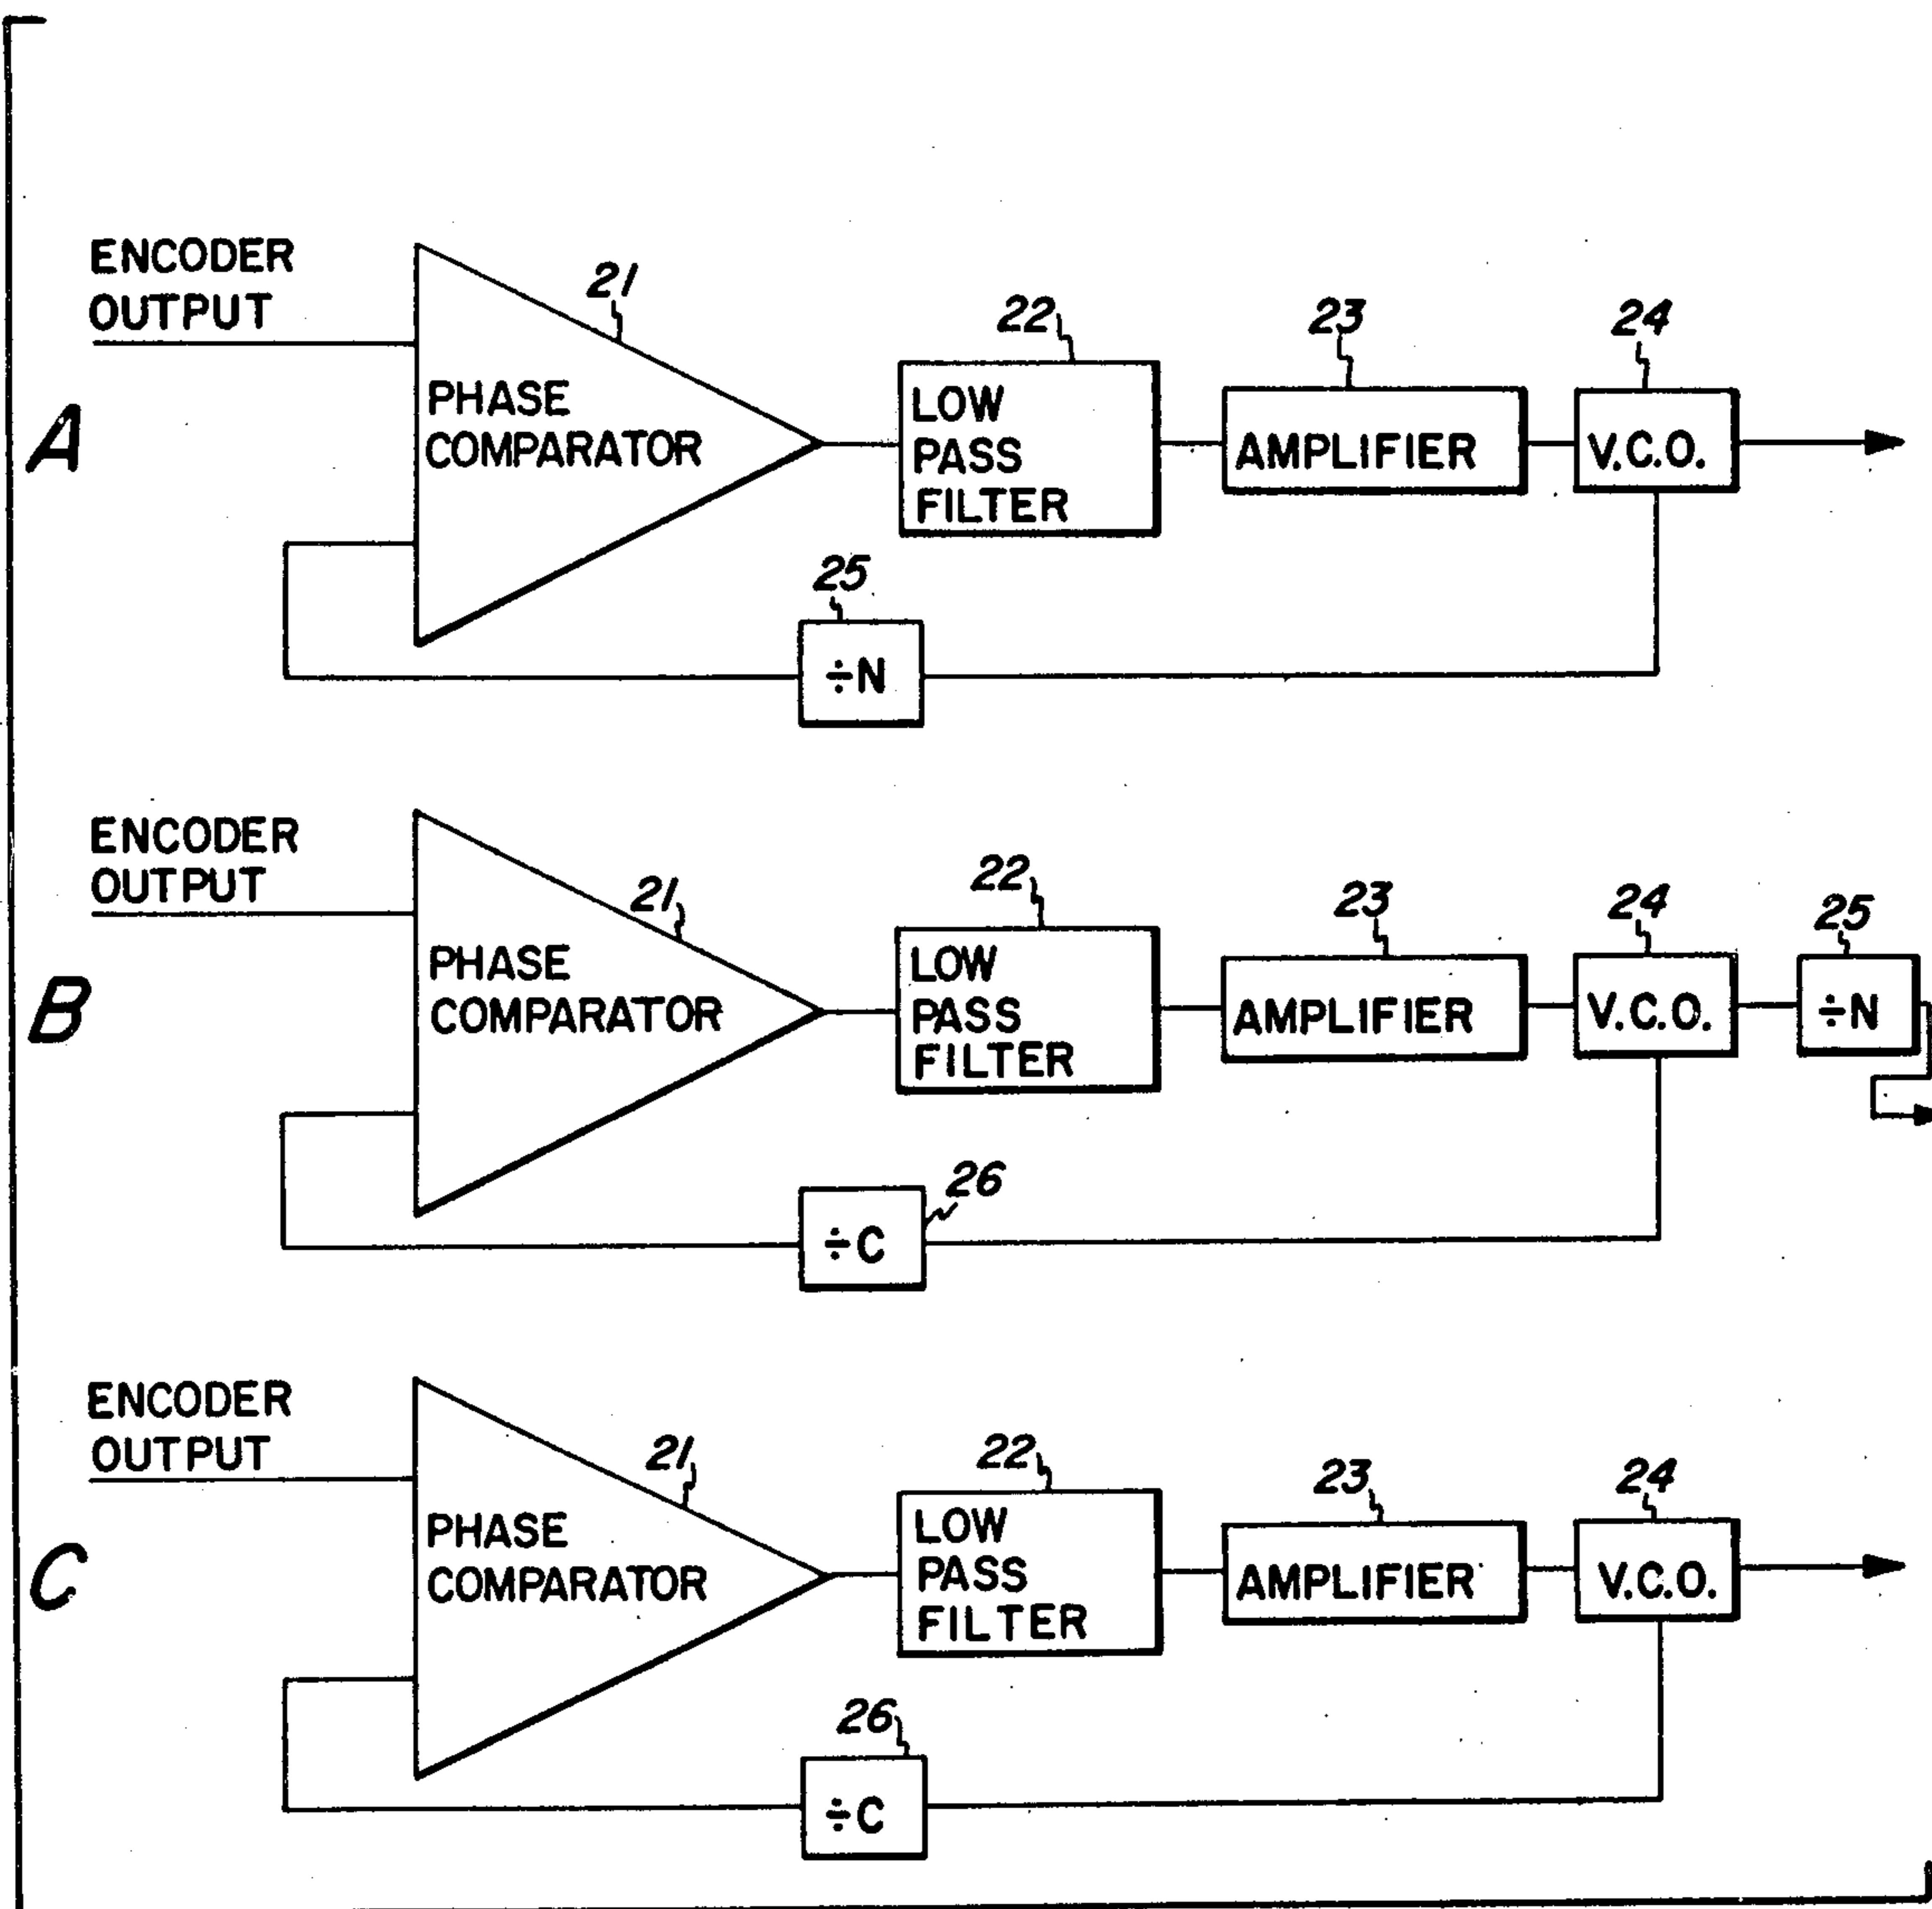 ENCODER
OUTPUT
21
22
23
24
PHASE
COMPARATOR
LOW
PASS
FILTER
AMPLIFIER
V.C.O.
A
25
÷N
ENCODER
OUTPUT
21
22
23
24
25
PHASE
COMPARATOR
LOW
PASS
FILTER
AMPLIFIER
V.C.O.
÷N
B
26
÷C
ENCODER
OUTPUT
21
22
23
24
PHASE
COMPARATOR
LOW
PASS
FILTER
AMPLIFIER
V.C.O.
C
26
÷C